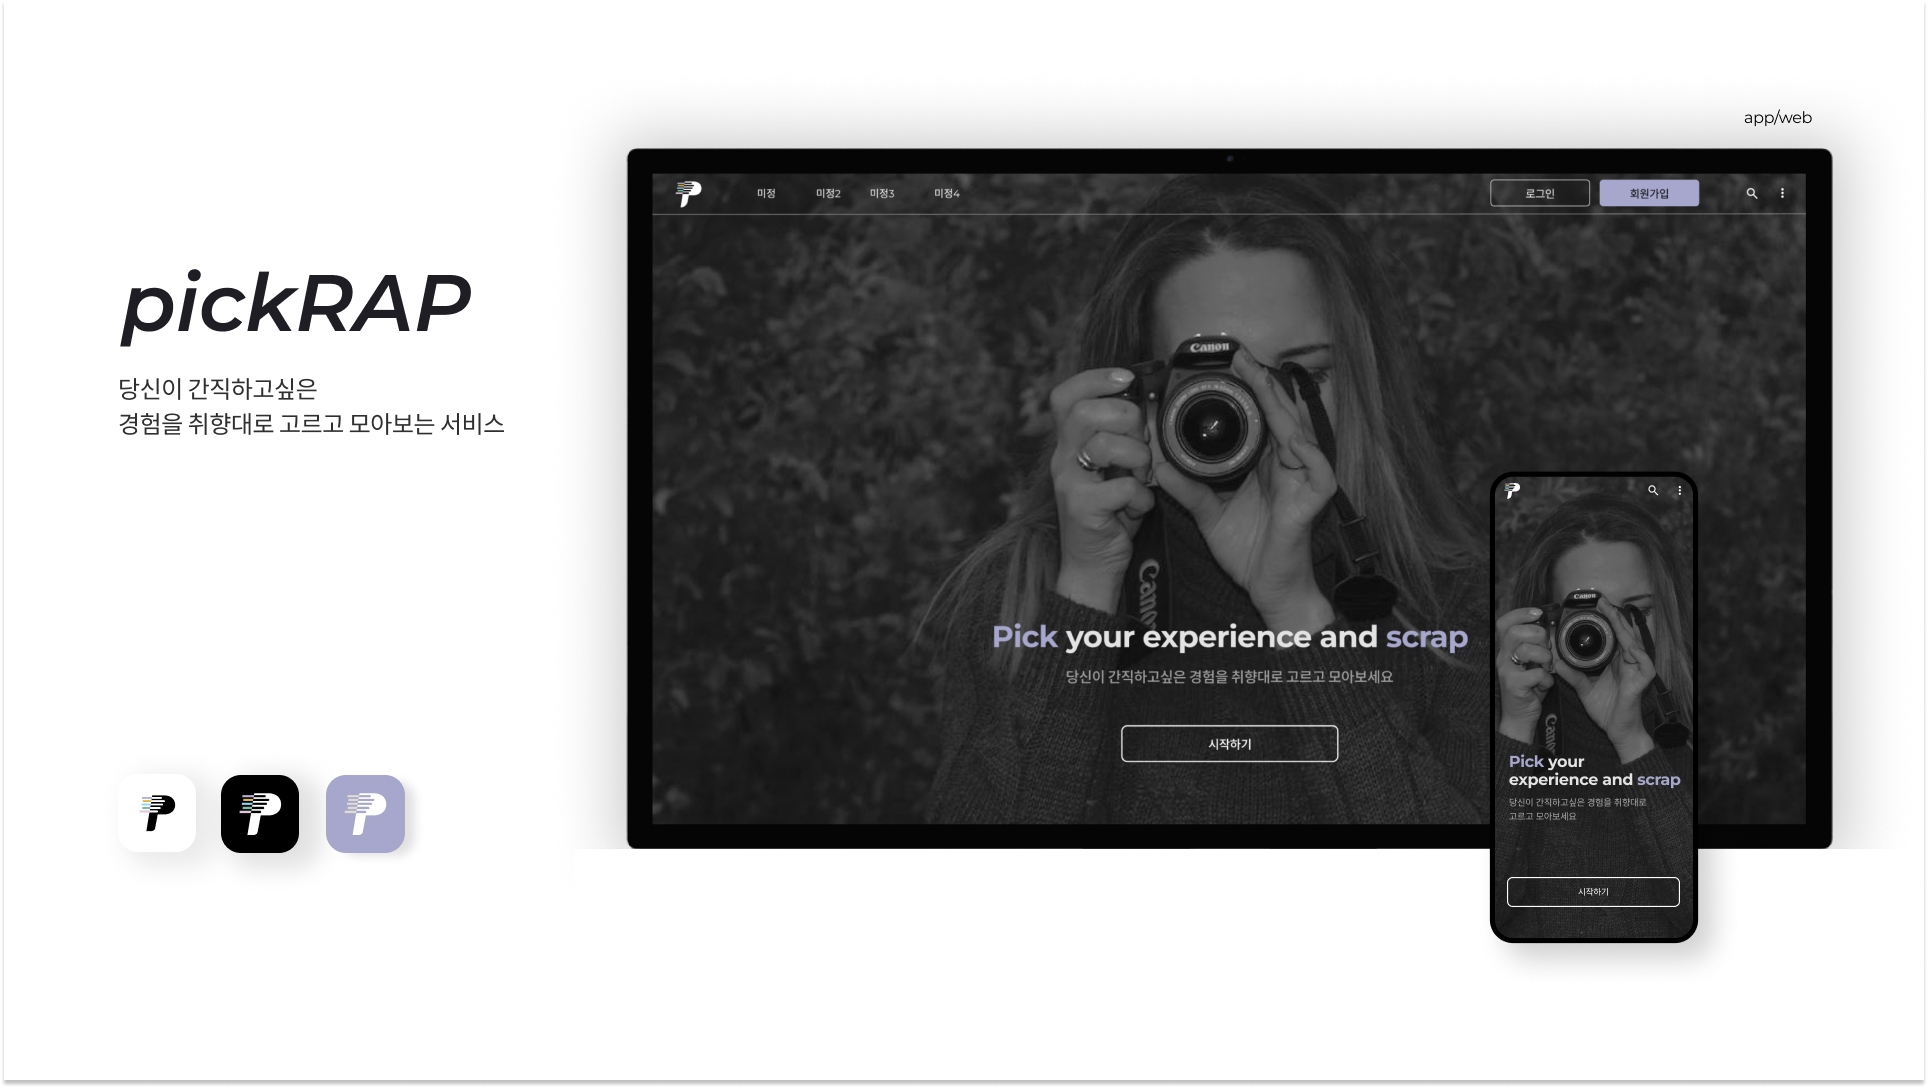 app/web
pickRAP
당신이 간직하고싶은
경험을 취향대로 고르고 모아보는 서비스
미정 미정2 미정3 미정4 로그인 회원가입
Canon
Pick your experience and scrap
당신이 간직하고싶은 경험을 취향대로 고르고 모아보세요
시작하기
Canon
Pick your
experience and scrap
당신이 간직하고싶은 경험을 취향대로
고르고 모아보세요
시작하기